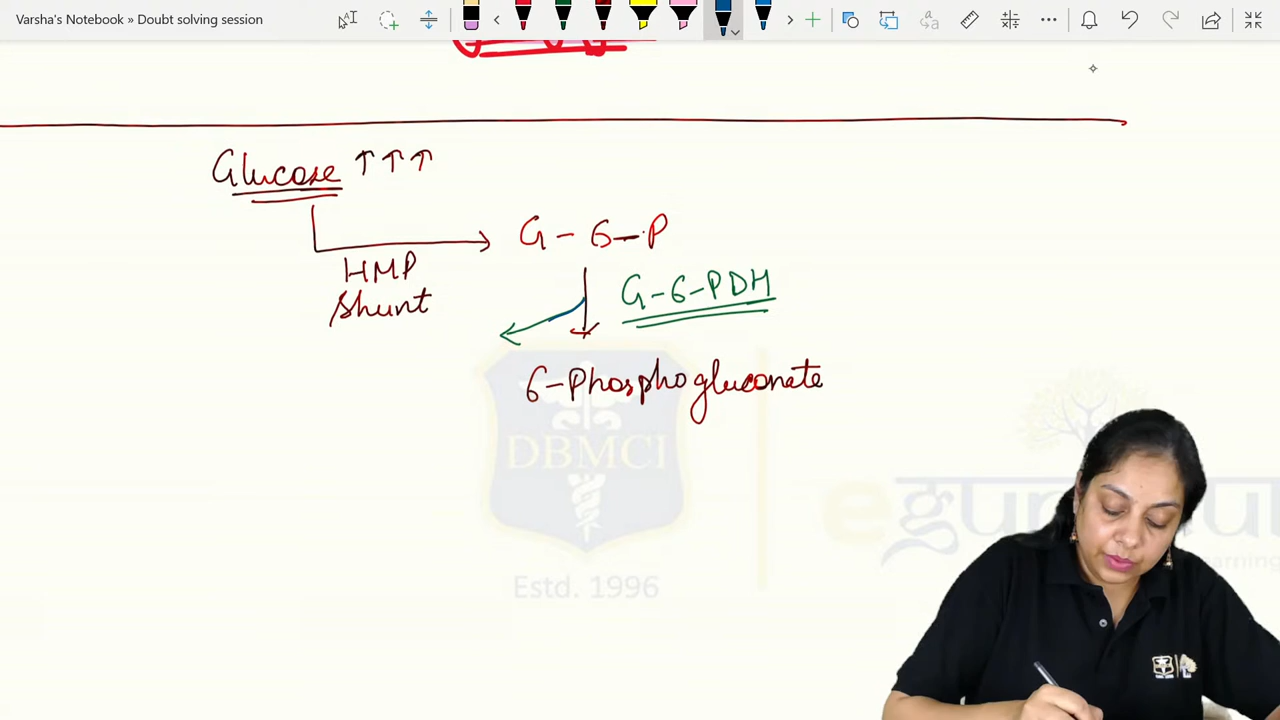 Varsha's Notebook » Doubt solving session
Glucose ↑↑↑
G-6-P
HMP
Shunt
G-6-PDH
6-Phosphogluconate
DBMCI
Estd. 1996